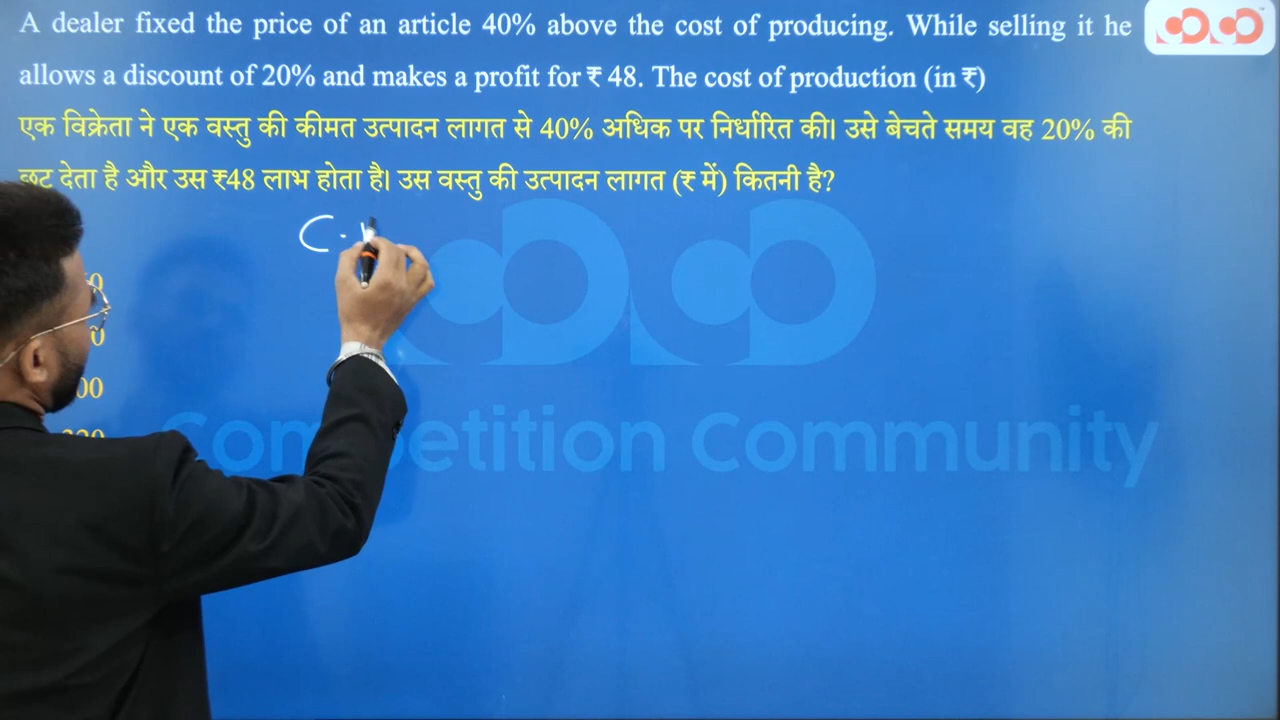 A dealer fixed the price of an article 40% above the cost of producing. While selling it he
allows a discount of 20% and makes a profit for ₹ 48. The cost of production (in ₹)
एक विक्रेता ने एक वस्तु की कीमत उत्पादन लागत से 40% अधिक पर निर्धारित की। उसे बेचते समय वह 20% की
छूट देता है और उस ₹48 लाभ होता है। उस वस्तु की उत्पादन लागत (₹ में) कितनी है?
C.
Competition Community